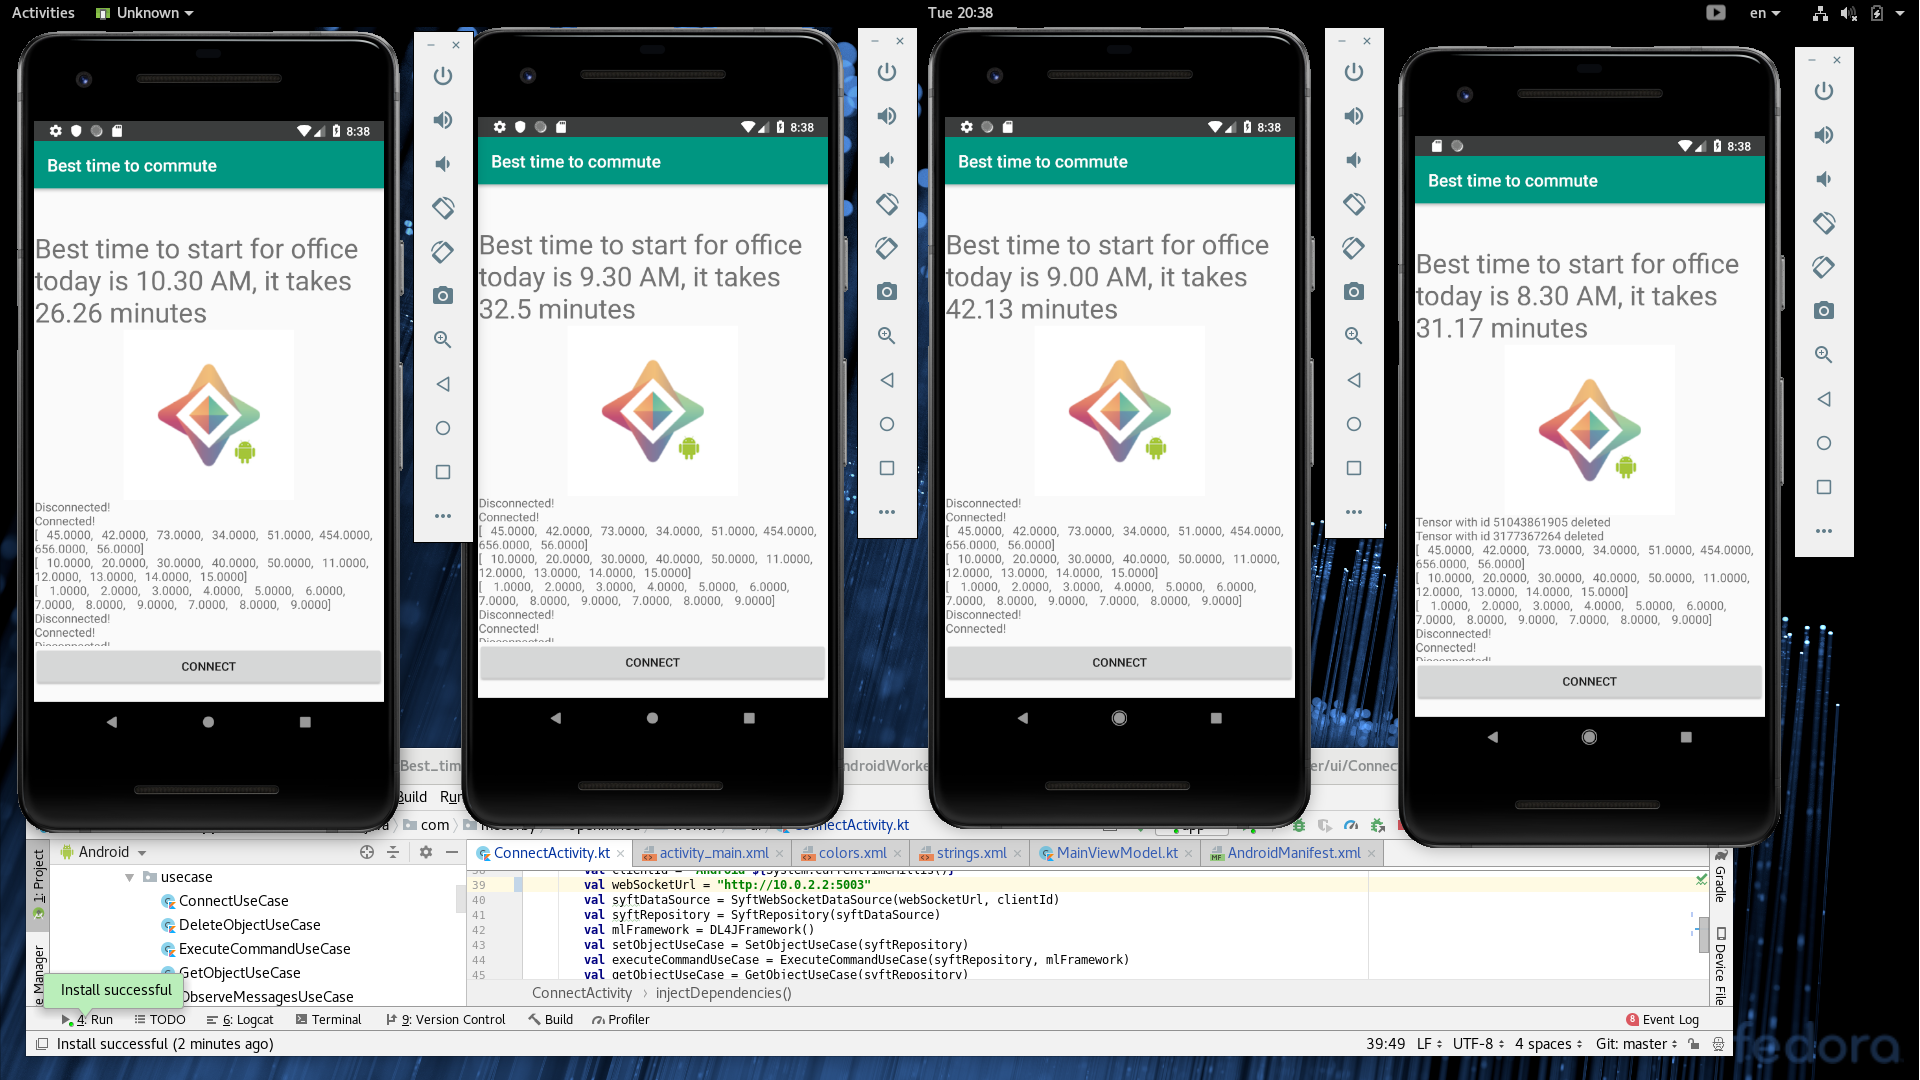 Activities Unknown Tue 20:38 en
8:38
Best time to commute
Best time to start for office
today is 10.30 AM, it takes
26.26 minutes
Disconnected!
Connected!
[ 45.0000, 42.0000, 73.0000, 34.0000, 51.0000, 454.0000,
656.0000, 56.0000]
[ 10.0000, 20.0000, 30.0000, 40.0000, 50.0000, 11.0000,
12.0000, 13.0000, 14.0000, 15.0000]
[ 1.0000, 2.0000, 3.0000, 4.0000, 5.0000, 6.0000,
7.0000, 8.0000, 9.0000, 7.0000, 8.0000, 9.0000]
Disconnected!
Connected!
Disconnected!
CONNECT
8:38
Best time to commute
Best time to start for office
today is 9.30 AM, it takes
32.5 minutes
Disconnected!
Connected!
[ 45.0000, 42.0000, 73.0000, 34.0000, 51.0000, 454.0000,
656.0000, 56.0000]
[ 10.0000, 20.0000, 30.0000, 40.0000, 50.0000, 11.0000,
12.0000, 13.0000, 14.0000, 15.0000]
[ 1.0000, 2.0000, 3.0000, 4.0000, 5.0000, 6.0000,
7.0000, 8.0000, 9.0000, 7.0000, 8.0000, 9.0000]
Disconnected!
Connected!
Disconnected!
CONNECT
8:38
Best time to commute
Best time to start for office
today is 9.00 AM, it takes
42.13 minutes
Disconnected!
Connected!
[ 45.0000, 42.0000, 73.0000, 34.0000, 51.0000, 454.0000,
656.0000, 56.0000]
[ 10.0000, 20.0000, 30.0000, 40.0000, 50.0000, 11.0000,
12.0000, 13.0000, 14.0000, 15.0000]
[ 1.0000, 2.0000, 3.0000, 4.0000, 5.0000, 6.0000,
7.0000, 8.0000, 9.0000, 7.0000, 8.0000, 9.0000]
Disconnected!
Connected!
CONNECT
8:38
Best time to commute
Best time to start for office
today is 8.30 AM, it takes
31.17 minutes
Tensor with id 51043861905 deleted
Tensor with id 3177367264 deleted
[ 45.0000, 42.0000, 73.0000, 34.0000, 51.0000, 454.0000,
656.0000, 56.0000]
[ 10.0000, 20.0000, 30.0000, 40.0000, 50.0000, 11.0000,
12.0000, 13.0000, 14.0000, 15.0000]
[ 1.0000, 2.0000, 3.0000, 4.0000, 5.0000, 6.0000,
7.0000, 8.0000, 9.0000, 7.0000, 8.0000, 9.0000]
Disconnected!
Connected!
Disconnected!
CONNECT
Best_tim ndroidWorke er/ui/Connect
Build Run
com ConnectActivity.kt app
Android ConnectActivity.kt activity_main.xml colors.xml strings.xml MainViewModel.kt AndroidManifest.xml
1: Project
Gradle
Device File
usecase
ConnectUseCase
DeleteObjectUseCase
ExecuteCommandUseCase
GetObjectUseCase
ObserveMessagesUseCase
38 val clientId = "Android-${System.currentTimeMillis()}"
39 val webSocketUrl = "http://10.0.2.2:5003"
40 val syftDataSource = SyftWebSocketDataSource(webSocketUrl, clientId)
41 val syftRepository = SyftRepository(syftDataSource)
42 val mlFramework = DL4JFramework()
43 val setObjectUseCase = SetObjectUseCase(syftRepository)
44 val executeCommandUseCase = ExecuteCommandUseCase(syftRepository, mlFramework)
45 val getObjectUseCase = GetObjectUseCase(syftRepository)
ConnectActivity › injectDependencies()
e Manager
Install successful
4: Run TODO 6: Logcat Terminal 9: Version Control Build Profiler 8 Event Log
Install successful (2 minutes ago) 39:49 LF UTF-8 4 spaces Git: master
fedora